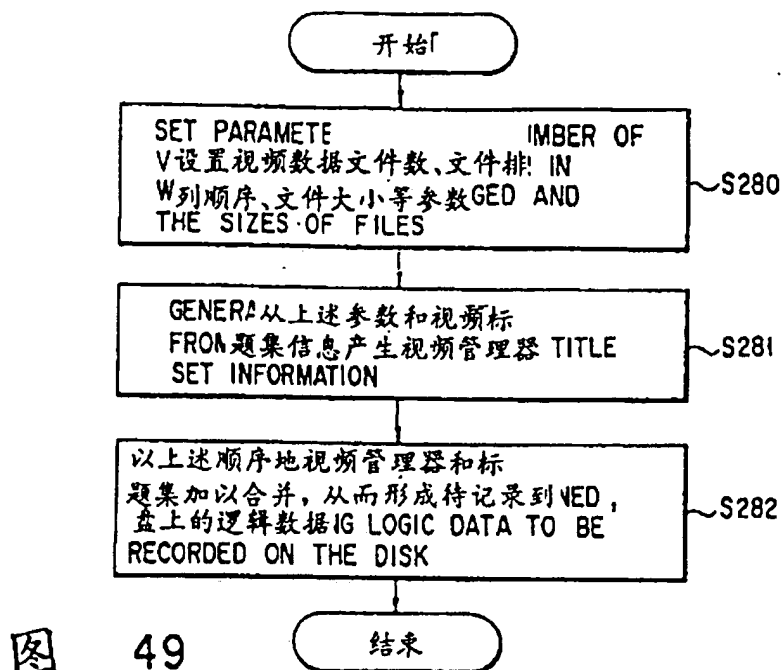 开始
SET PARAMETE IMBER OF
V设置视频数据文件数、文件排 IN
W列顺序、文件大小等参数GED AND
THE SIZES OF FILES
S280
GENERA从上述参数和视频标
FROM题集信息产生视频管理器 TITLE
SET INFORMATION
S281
以上述顺序地视频管理器和标
题集加以合并,从而形成待记录到NED,
盘上的逻辑数据IG LOGIC DATA TO BE
RECORDED ON THE DISK
S282
结束
图 49